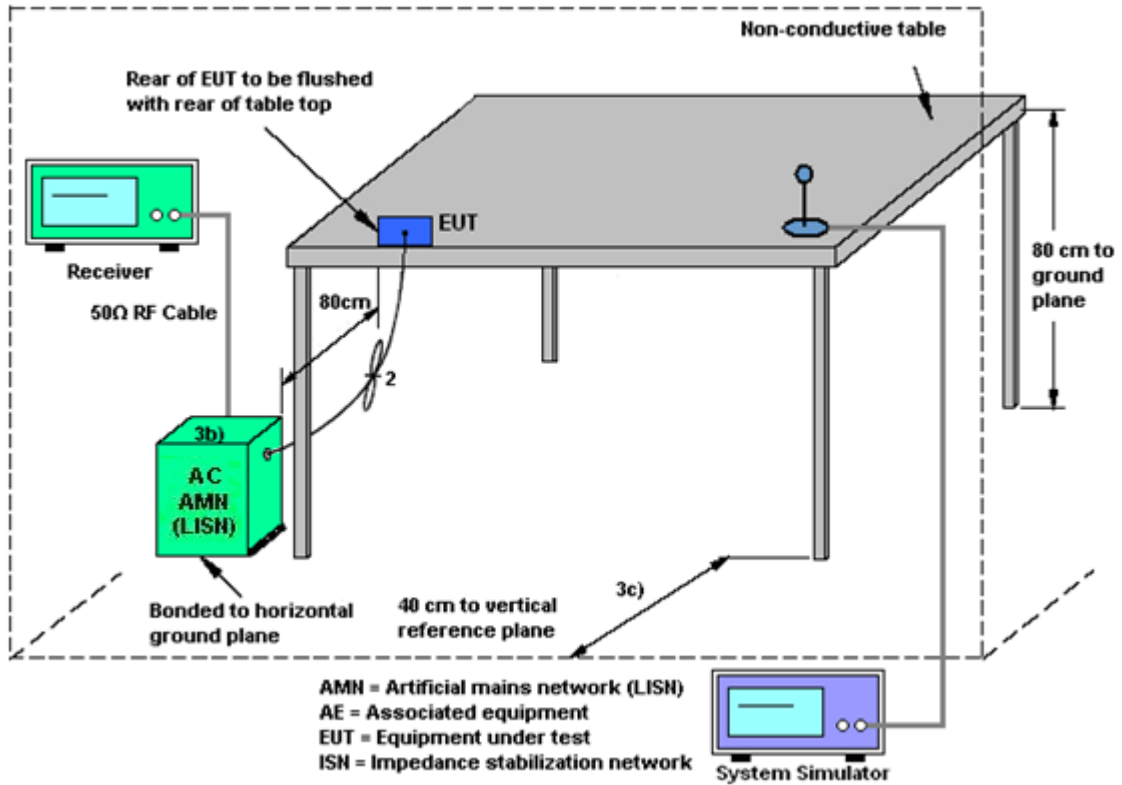 Non-conductive table
Rear of EUT to be flushed
with rear of table top
EUT
Receiver
80 cm to
ground
plane
80cm
50Ω RF Cable
2
3b)
AC
AMN
(LISN)
3c)
Bonded to horizontal
ground plane
40 cm to vertical
reference plane
AMN = Artificial mains network (LISN)
AE = Associated equipment
EUT = Equipment under test
ISN = Impedance stabilization network
System Simulator